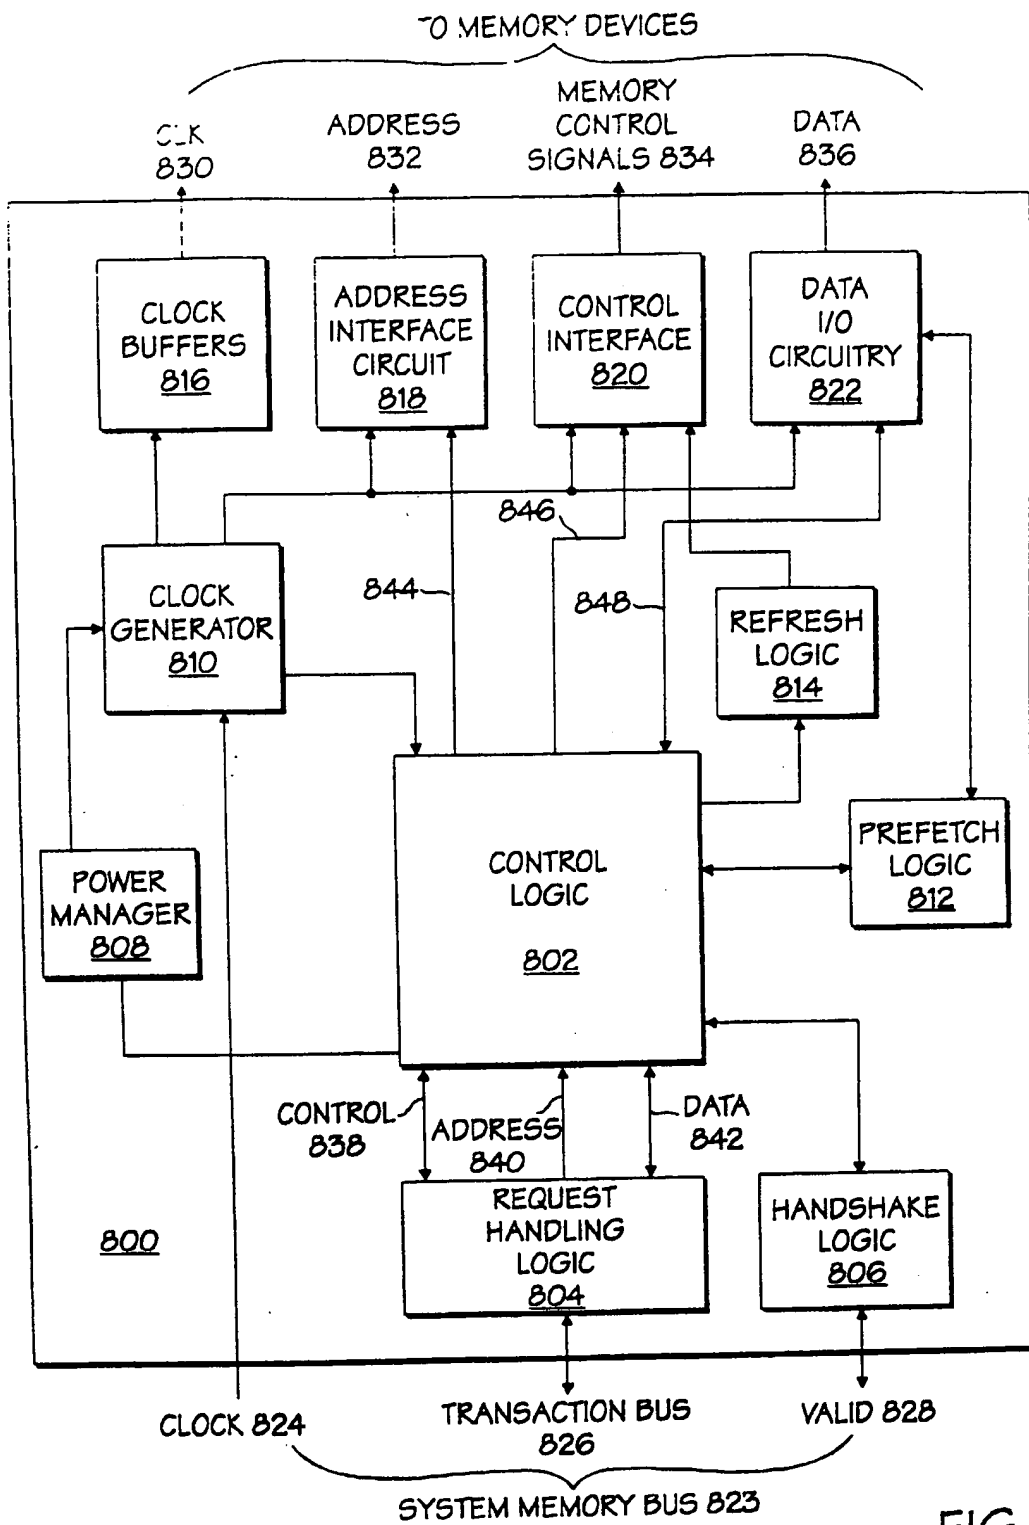 TO MEMORY DEVICES
CLK
830
ADDRESS
832
MEMORY
CONTROL
SIGNALS 834
DATA
836
CLOCK
BUFFERS
816
ADDRESS
INTERFACE
CIRCUIT
818
CONTROL
INTERFACE
820
DATA
I/O
CIRCUITRY
822
846
844
848
CLOCK
GENERATOR
810
REFRESH
LOGIC
814
POWER
MANAGER
808
CONTROL
LOGIC
802
PREFETCH
LOGIC
812
CONTROL
838
ADDRESS
840
DATA
842
800
REQUEST
HANDLING
LOGIC
804
HANDSHAKE
LOGIC
806
CLOCK 824
TRANSACTION BUS
826
VALID 828
SYSTEM MEMORY BUS 823
FIG